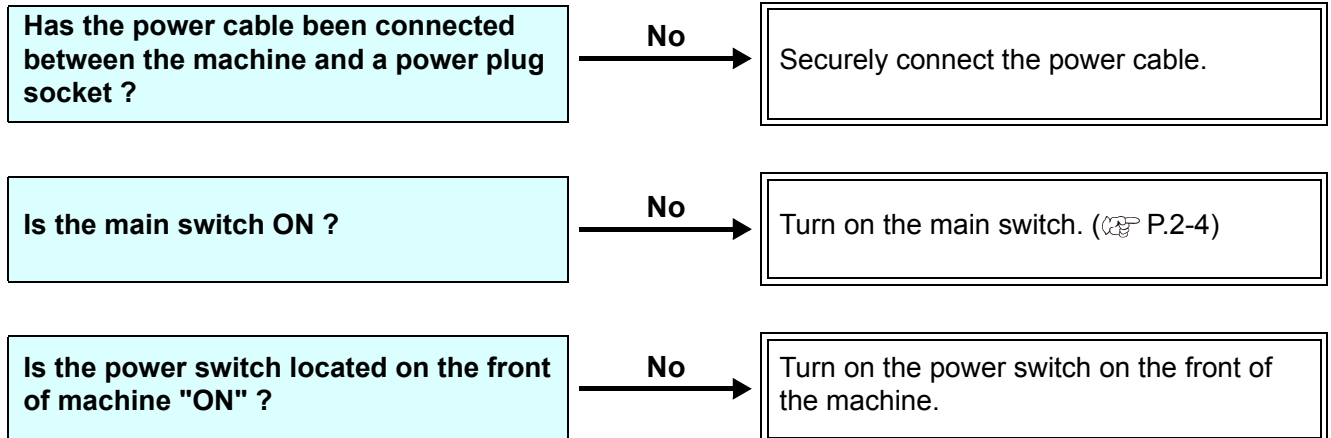 Has the power cable been connected
between the machine and a power plug
socket ?
No
Securely connect the power cable.
Is the main switch ON ?
No
Turn on the main switch. (☞ P.2-4)
Is the power switch located on the front
of machine "ON" ?
No
Turn on the power switch on the front of
the machine.